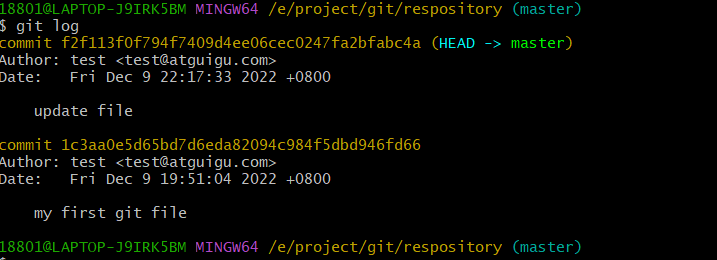 18801@LAPTOP-J9IRK5BM MINGW64 /e/project/git/respository (master)
$ git log
commit f2f113f0f794f7409d4ee06cec0247fa2bfabc4a (HEAD -> master)
Author: test <test@atguigu.com>
Date:   Fri Dec 9 22:17:33 2022 +0800
    update file
commit 1c3aa0e5d65bd7d6eda82094c984f5dbd946fd66
Author: test <test@atguigu.com>
Date:   Fri Dec 9 19:51:04 2022 +0800
    my first git file
18801@LAPTOP-J9IRK5BM MINGW64 /e/project/git/respository (master)